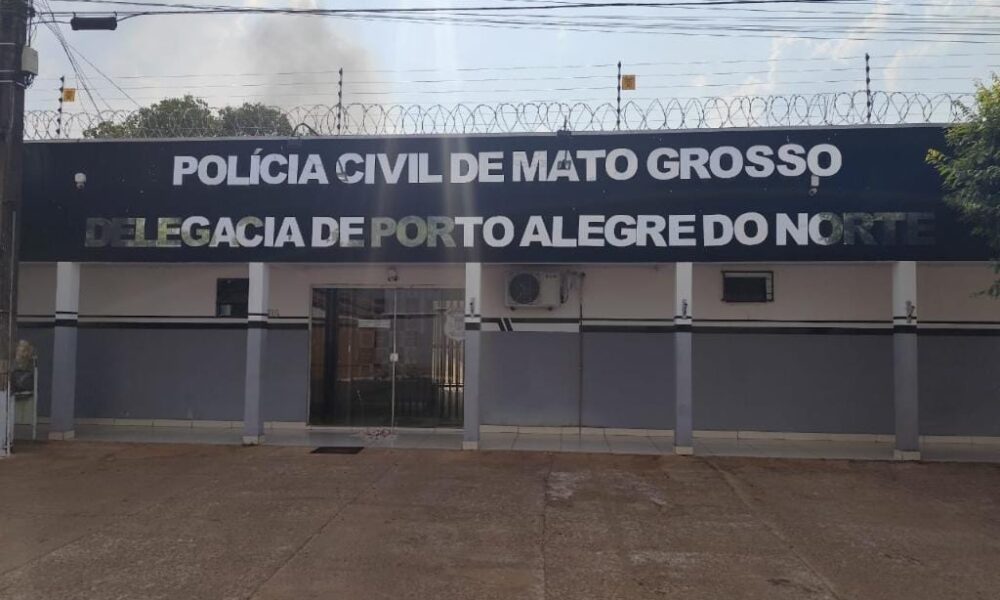 POLÍCIA CIVIL DE MATO GROSSO
DELEGACIA DE PORTO ALEGRE DO NORTE